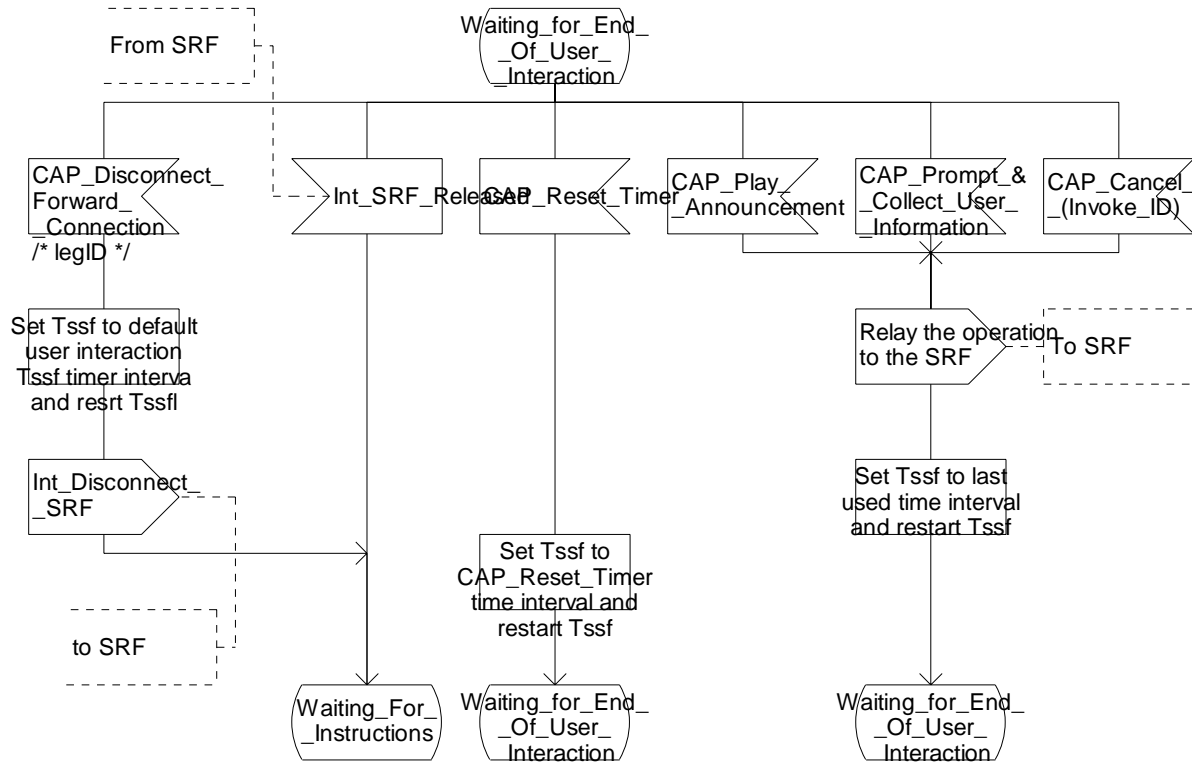 From SRF
Waiting_for_End_
_Of_User_
_Interaction
CAP_Disconnect_
Forward_
_Connection
/* legID */
Int_SRF_Released
CAP_Reset_Timer
CAP_Play_
_Announcement
CAP_Prompt_&
_Collect_User_
_Information
CAP_Cancel_
_(Invoke_ID)
Set Tssf to default
user interaction
Tssf timer interva
and resrt Tssfl
Relay the operation
to the SRF
To SRF
Int_Disconnect_
_SRF
Set Tssf to last
used time interval
and restart Tssf
Set Tssf to
CAP_Reset_Timer
time interval and
restart Tssf
to SRF
Waiting_For_
_Instructions
Waiting_for_End_
_Of_User_
_Interaction
Waiting_for_End_
_Of_User_
_Interaction